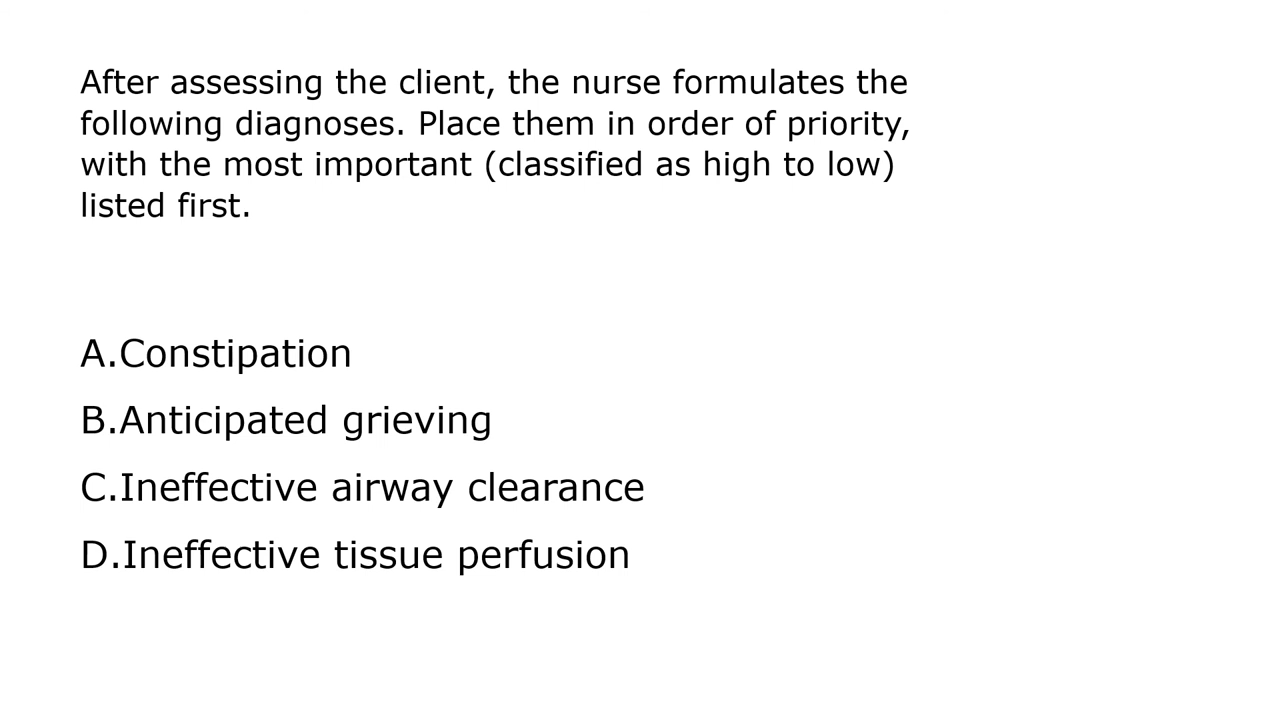 After assessing the client, the nurse formulates the
following diagnoses. Place them in order of priority,
with the most important (classified as high to low)
listed first.
A.Constipation
B.Anticipated grieving
C.Ineffective airway clearance
D.Ineffective tissue perfusion